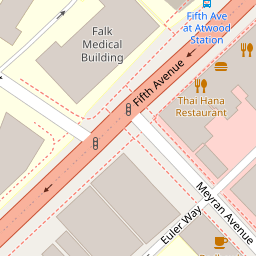 Fifth Ave
at Atwood
Station
Falk
Medical
Building
Fifth Avenue
Thai Hana
Restaurant
Meyran Avenue
Euler Way